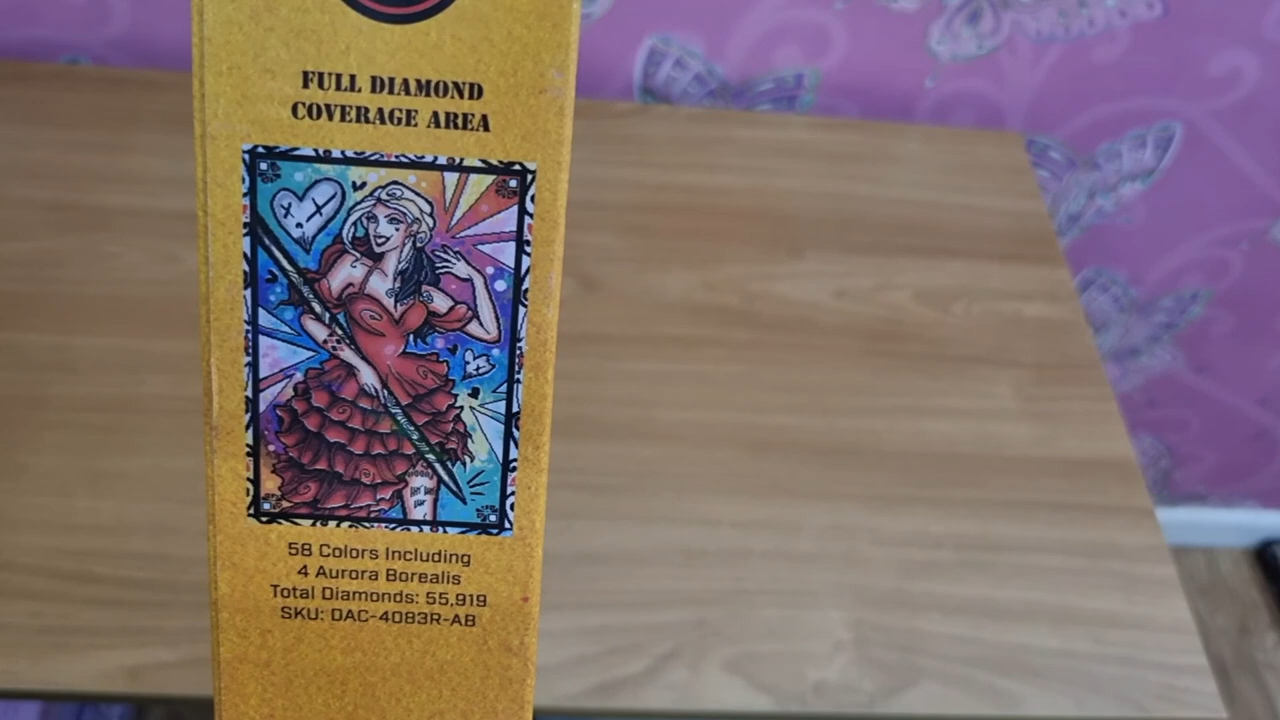 FULL DIAMOND
COVERAGE AREA
58 Colors Including
4 Aurora Borealis
Total Diamonds: 55,919
SKU: DAC-4083R-AB